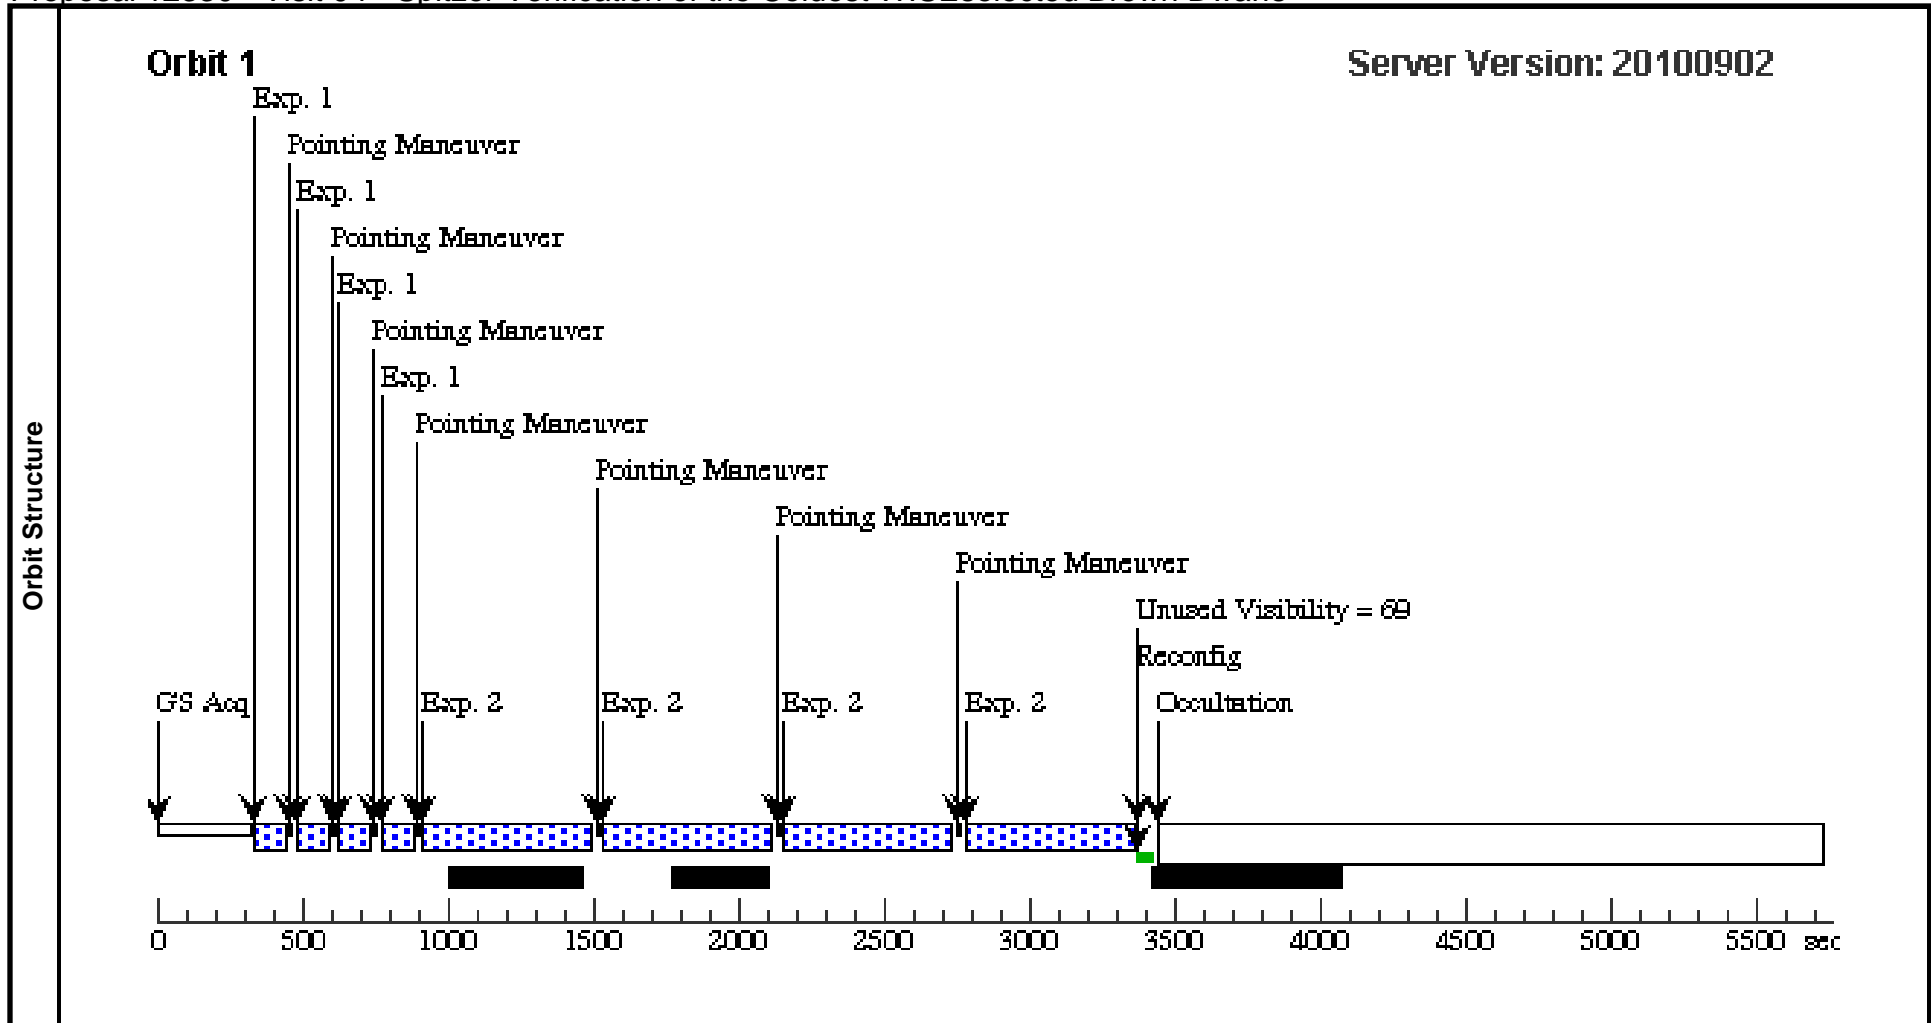 Orbit 1
Server Version: 20100902
Exp. 1
Pointing Maneuver
Exp. 1
Pointing Maneuver
Exp. 1
Pointing Maneuver
Exp. 1
Pointing Maneuver
Pointing Maneuver
Pointing Maneuver
Pointing Maneuver
Unused Visibility = 69
Reconfig
GS Acq
Exp. 2
Exp. 2
Exp. 2
Exp. 2
Occultation
Orbit Structure
0 500 1000 1500 2000 2500 3000 3500 4000 4500 5000 5500 sec